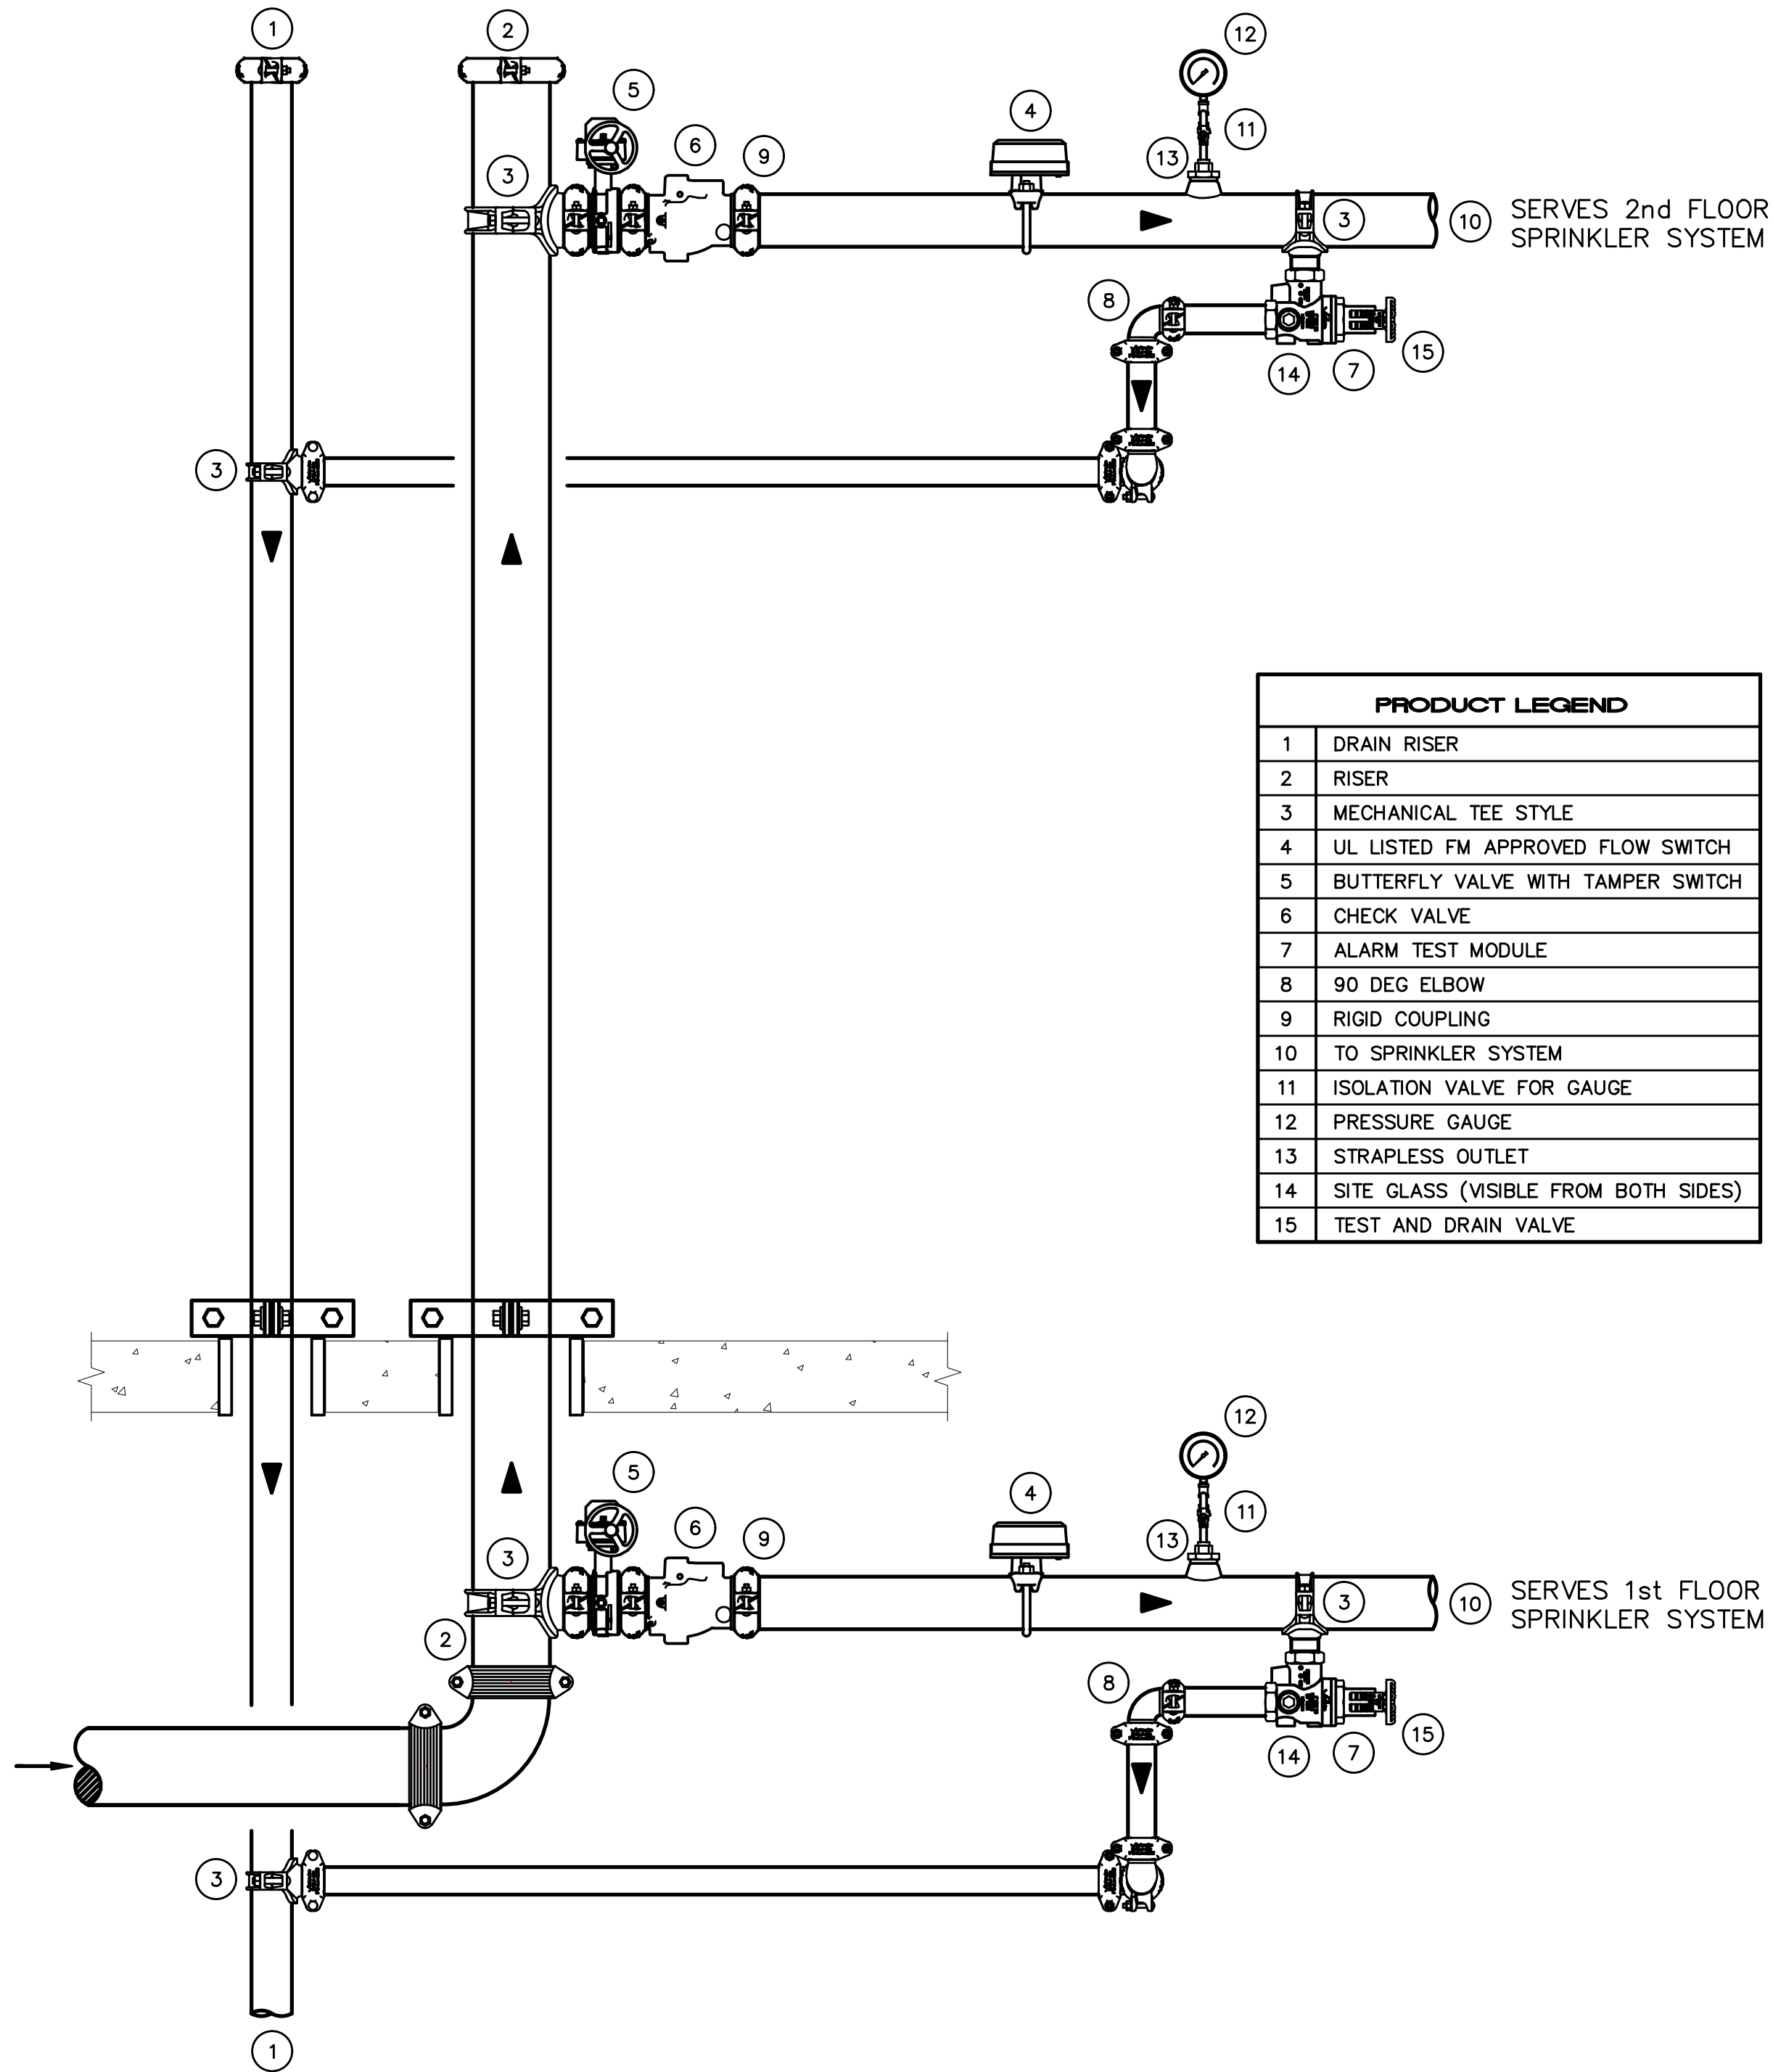 1
2
12
5
4
11
6
9
13
3
3
10
SERVES 2nd FLOOR
SPRINKLER SYSTEM
8
15
14
7
3
PRODUCT LEGEND
1 DRAIN RISER
2 RISER
3 MECHANICAL TEE STYLE
4 UL LISTED FM APPROVED FLOW SWITCH
5 BUTTERFLY VALVE WITH TAMPER SWITCH
6 CHECK VALVE
7 ALARM TEST MODULE
8 90 DEG ELBOW
9 RIGID COUPLING
10 TO SPRINKLER SYSTEM
11 ISOLATION VALVE FOR GAUGE
12 PRESSURE GAUGE
13 STRAPLESS OUTLET
14 SITE GLASS (VISIBLE FROM BOTH SIDES)
15 TEST AND DRAIN VALVE
12
5
4
11
6
9
13
3
3
10
SERVES 1st FLOOR
SPRINKLER SYSTEM
2
8
15
14
7
3
1